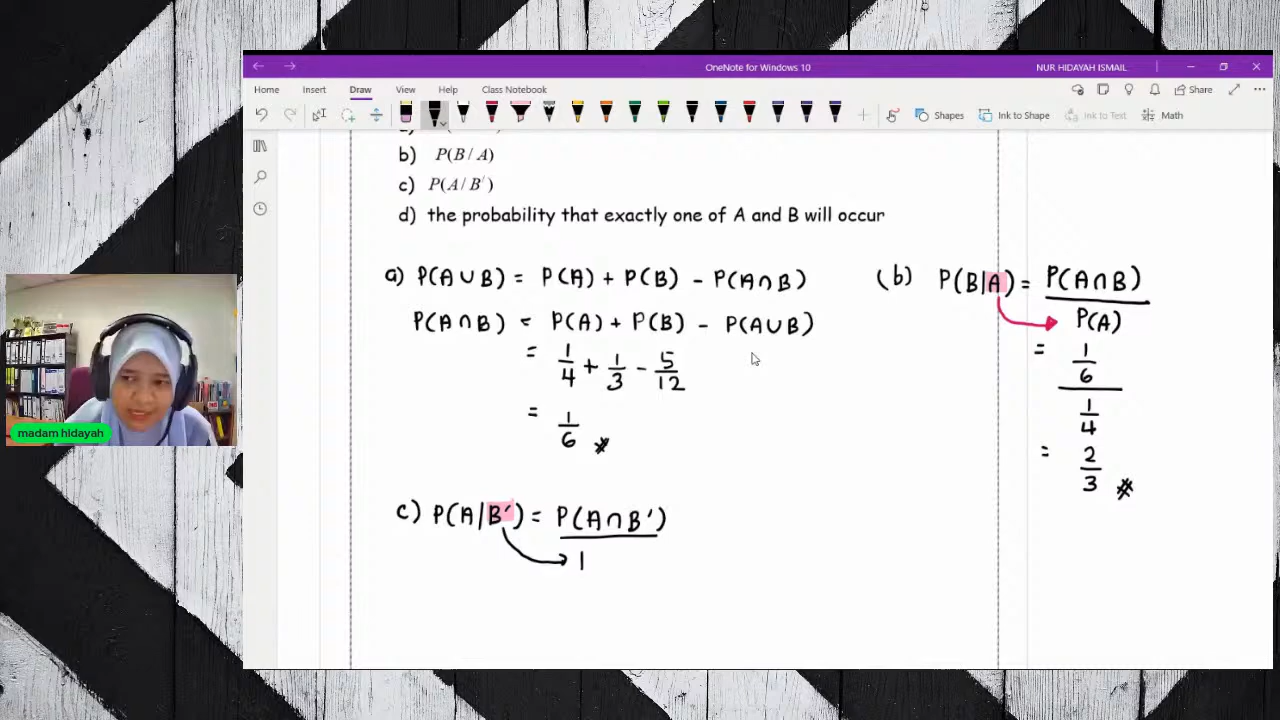 OneNote for Windows 10
NUR HIDAYAH ISMAIL
Home Insert Draw View Help Class Notebook
Share
Shapes Ink to Shape Ink to Text Math
b) P(B / A)
c) P(A / B')
d) the probability that exactly one of A and B will occur
a) P(A∪B) = P(A) + P(B) - P(A∩B)
P(A∩B) = P(A) + P(B) - P(A∪B)
= 1/4 + 1/3 - 5/12
= 1/6 *
(b) P(B|A) = P(A∩B)
P(A)
= 1/6
1/4
= 2/3 *
c) P(A|B') = P(A∩B')
madam hidayah